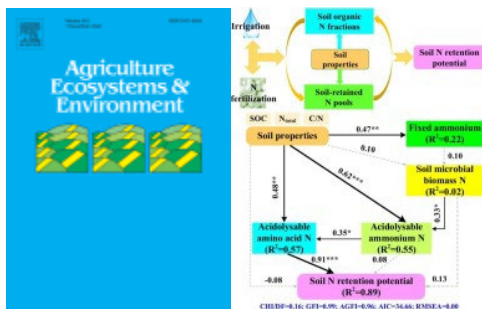 Agriculture
Ecosystems &
Environment
Irrigation
N
fertilization
Soil organic
N fractions
Soil
properties
Soil-retained
N pools
Soil N retention
potential
SOC
N total
C/N
Soil properties
0.47**
Fixed ammonium
(R²=0.22)
0.10
0.10
Soil microbial
biomass N
(R²=0.02)
0.48**
0.62***
0.33*
Acidolysable
amino acid N
(R²=0.57)
0.35*
Acidolysable
ammonium N
(R²=0.55)
0.91***
0.08
-0.08
0.13
Soil N retention potential
(R²=0.89)
CHI/DF=0.16; GFI=0.99; AGFI=0.96; AIC=34.66; RMSEA=0.00